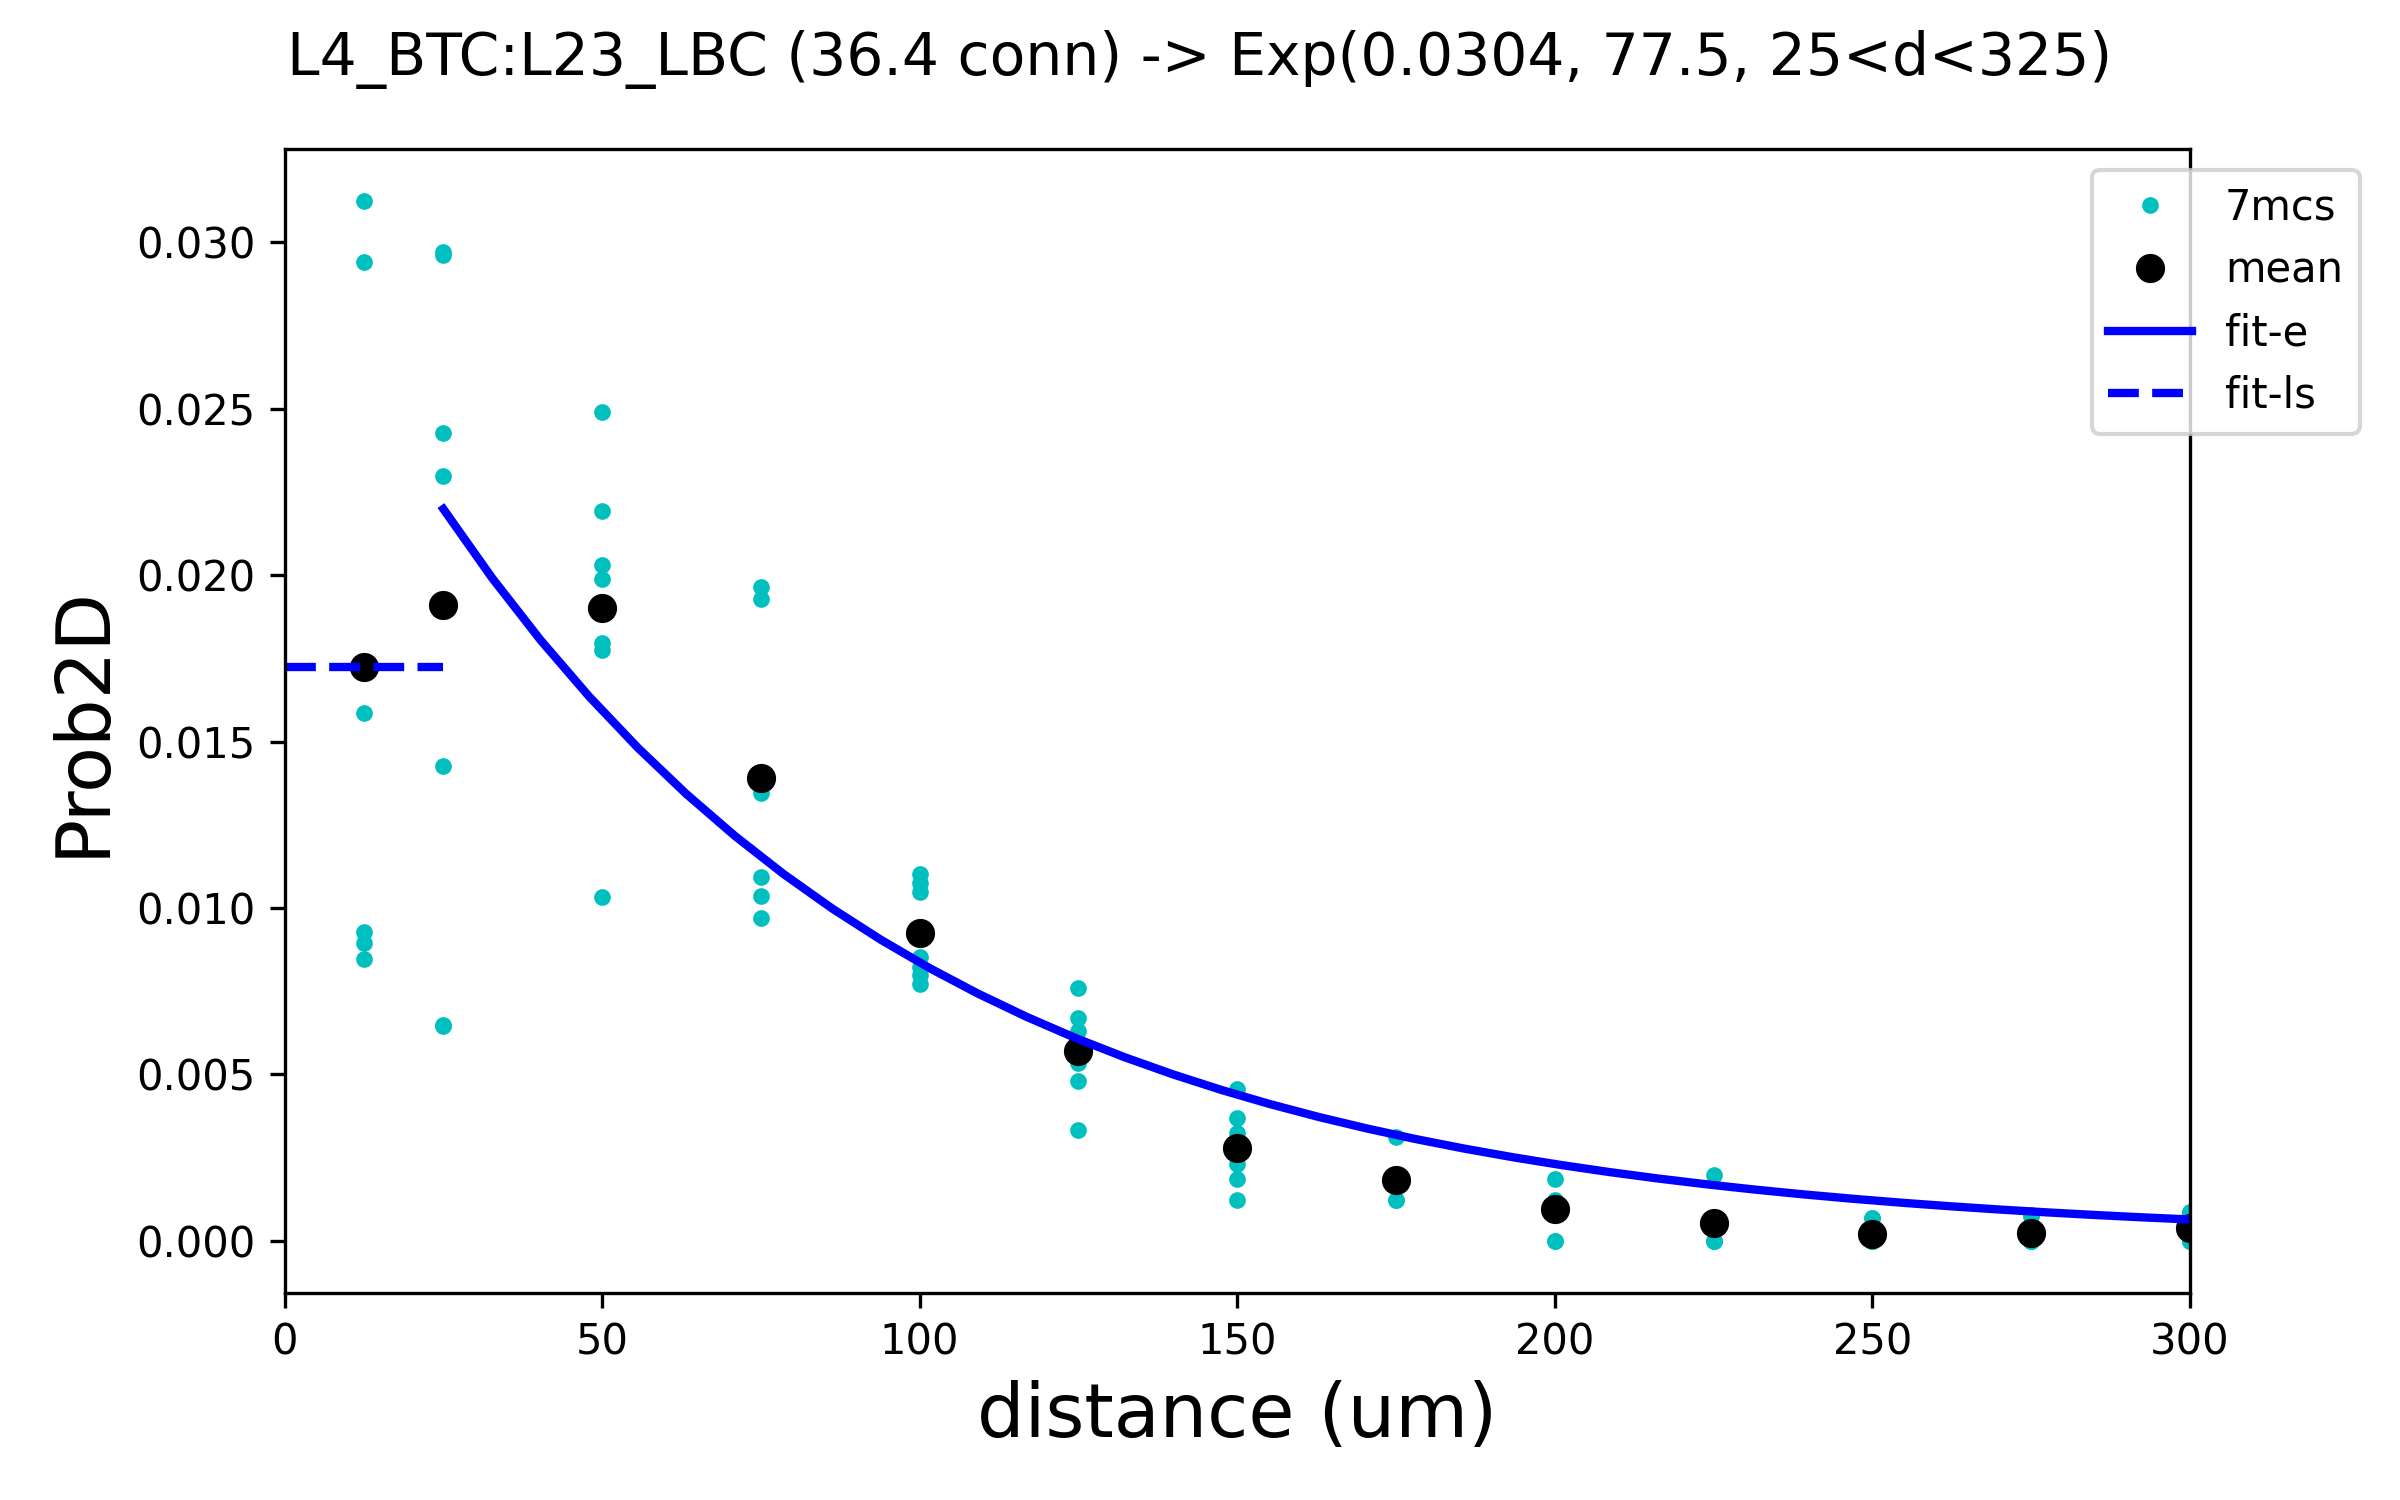 L4_BTC:L23_LBC (36.4 conn) -> Exp(0.0304, 77.5, 25<d<325)
7mcs
mean
fit-e
fit-ls
Prob2D
0.030
0.025
0.020
0.015
0.010
0.005
0.000
0 50 100 150 200 250 300
distance (um)